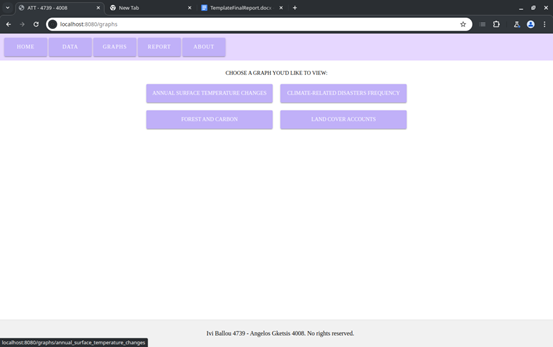 ATT - 4739 - 4008
New Tab
TemplateFinalReport.docx
localhost:8080/graphs
HOME
DATA
GRAPHS
REPORT
ABOUT
CHOOSE A GRAPH YOU'D LIKE TO VIEW:
ANNUAL SURFACE TEMPERATURE CHANGES
CLIMATE-RELATED DISASTERS FREQUENCY
FOREST AND CARBON
LAND COVER ACCOUNTS
Ivi Ballou 4739 - Angelos Gketsis 4008. No rights reserved.
localhost:8080/graphs/annual_surface_temperature_changes